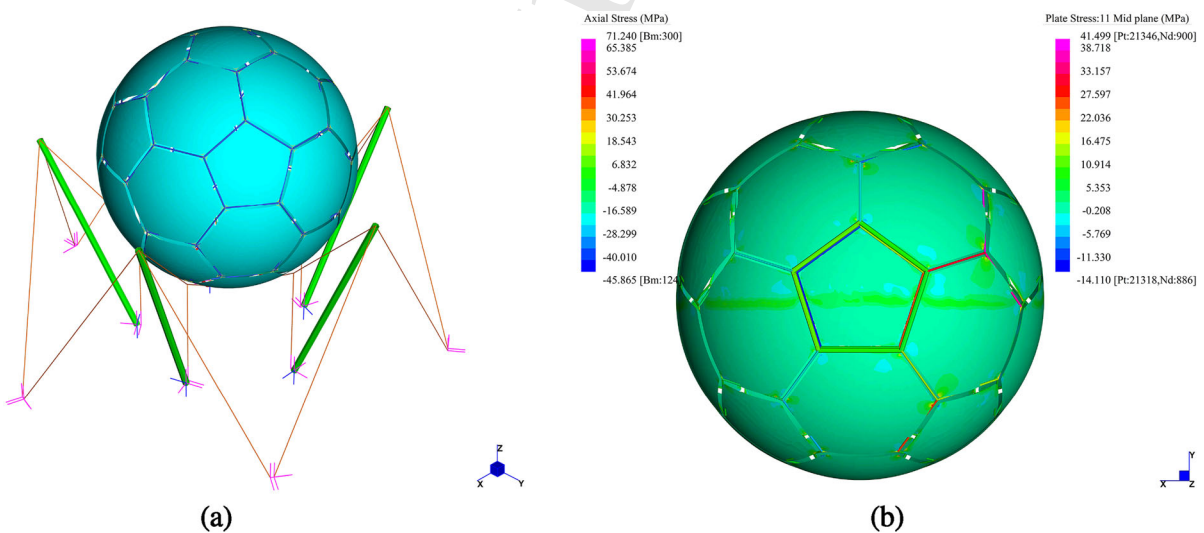 Axial Stress (MPa)
71.240 [Bm:300]
65.385
53.674
41.964
30.253
18.543
6.832
-4.878
-16.589
-28.299
-40.010
-45.865 [Bm:124
Z
X
Y
(a)
Plate Stress:11 Mid plane (MPa)
41.499 [Pt:21346,Nd:900]
38.718
33.157
27.597
22.036
16.475
10.914
5.353
-0.208
-5.769
-11.330
-14.110 [Pt:21318,Nd:886]
Y
X
Z
(b)